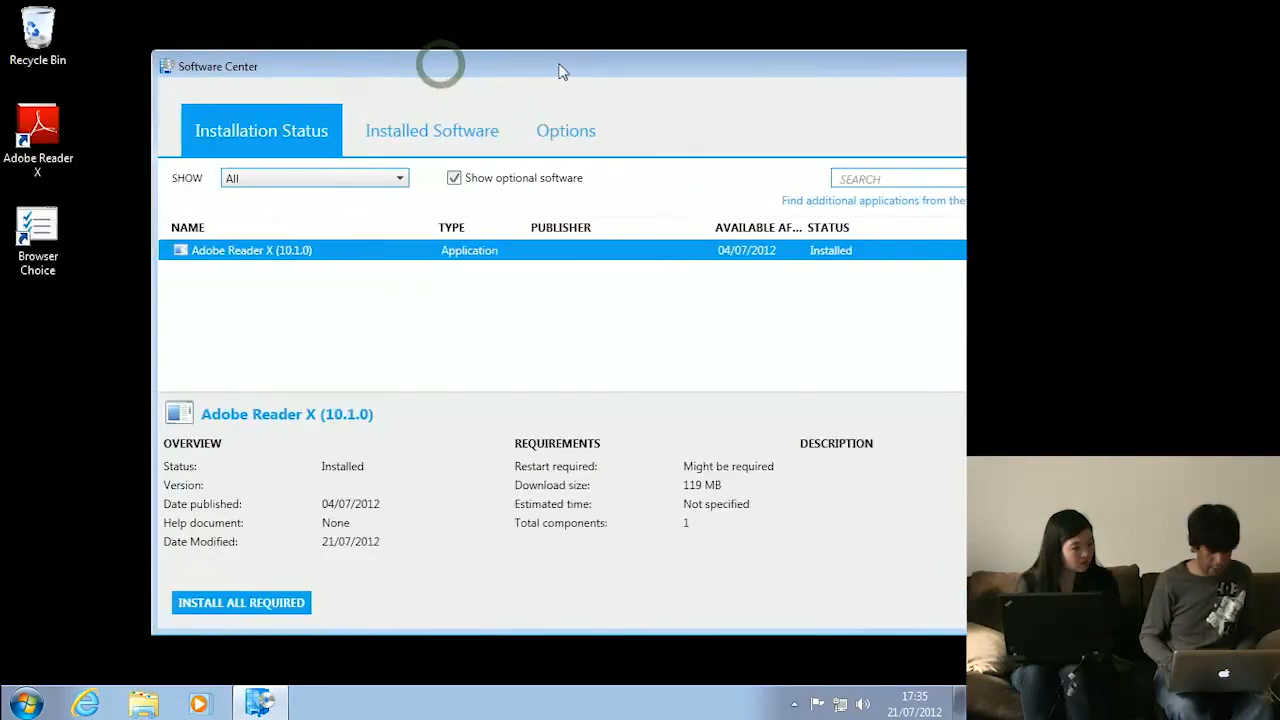 Recycle Bin
Adobe Reader
X
Browser
Choice
Software Center
Installation Status
Installed Software
Options
SHOW
All
Show optional software
SEARCH
Find additional applications from the
NAME
TYPE
PUBLISHER
AVAILABLE AF...
STATUS
Adobe Reader X (10.1.0)
Application
04/07/2012
Installed
Adobe Reader X (10.1.0)
OVERVIEW
Status:
Installed
Version:
Date published:
04/07/2012
Help document:
None
Date Modified:
21/07/2012
REQUIREMENTS
Restart required:
Might be required
Download size:
119 MB
Estimated time:
Not specified
Total components:
1
DESCRIPTION
INSTALL ALL REQUIRED
17:35
21/07/2012